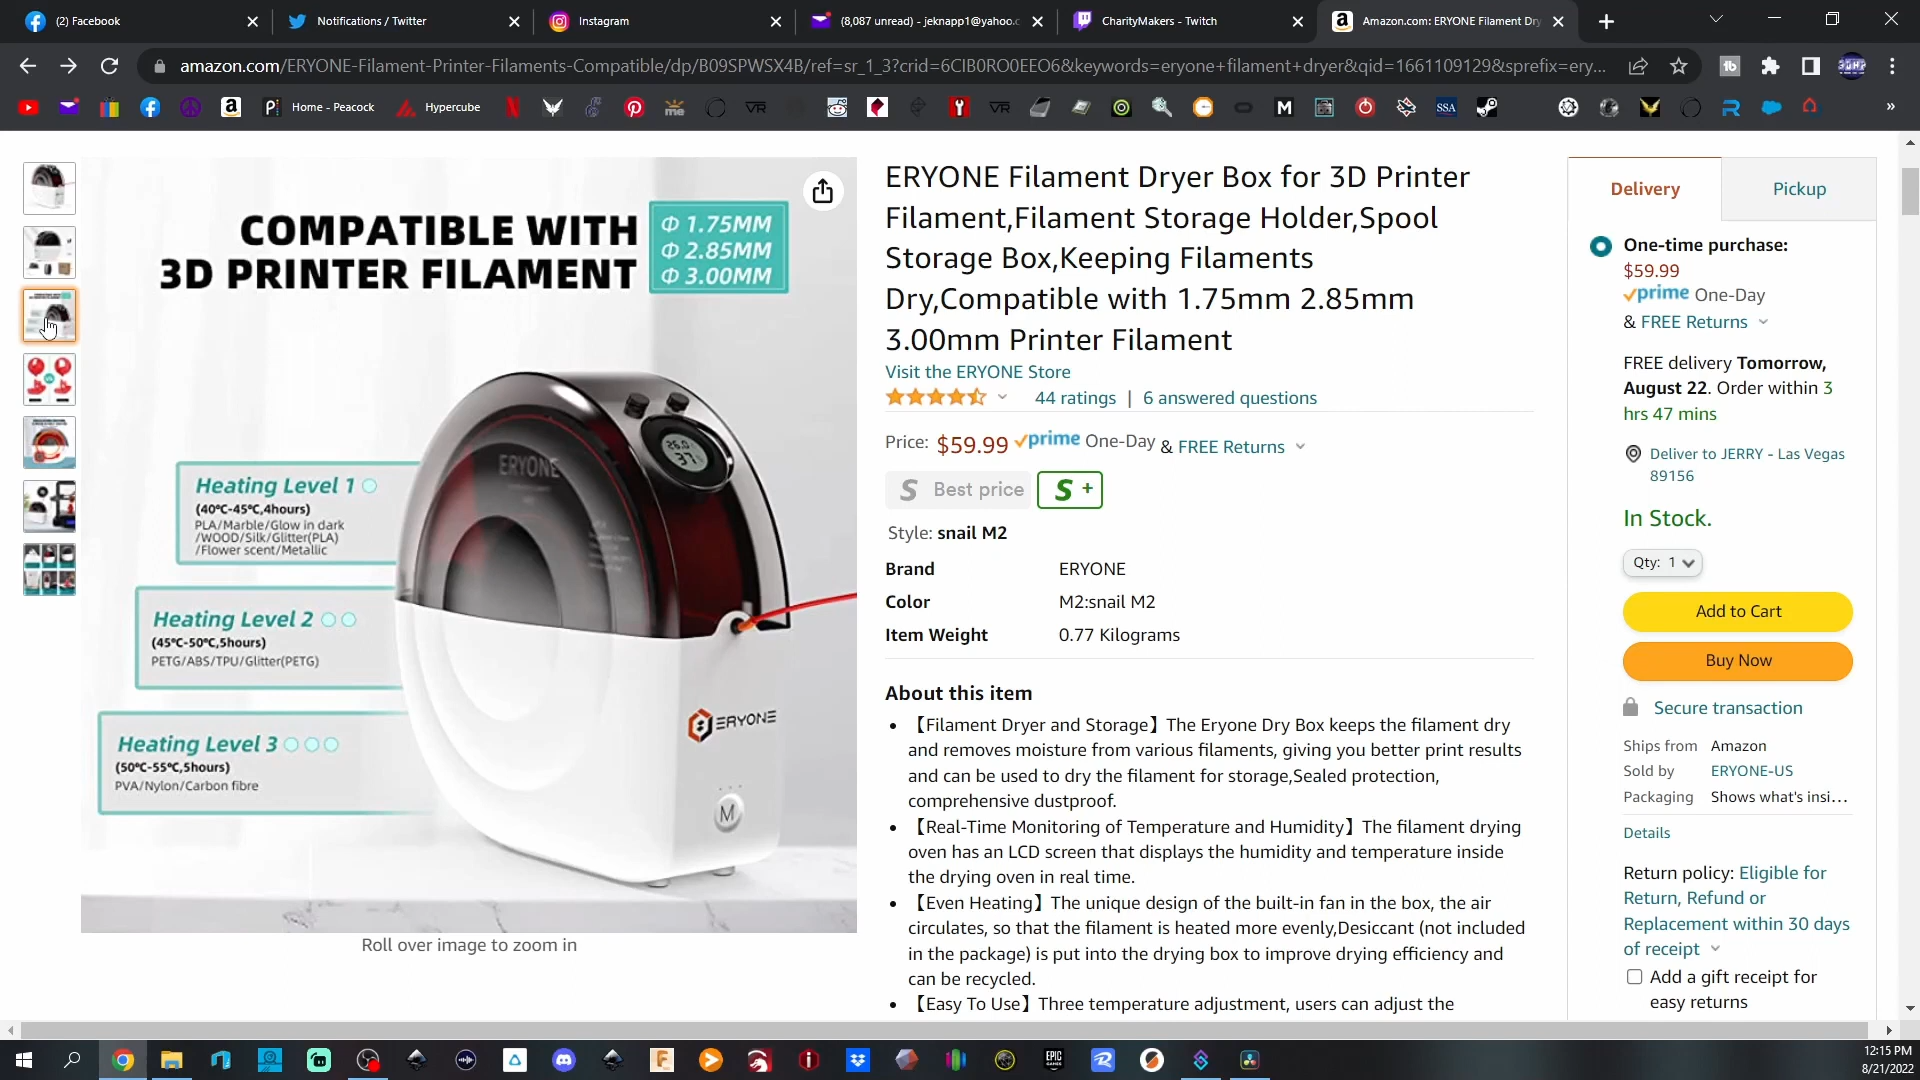 (2) Facebook
Notifications / Twitter
Instagram
(8,087 unread) - jeknapp1@yahoo.c
CharityMakers - Twitch
Amazon.com: ERYONE Filament Dry
amazon.com/ERYONE-Filament-Printer-Filaments-Compatible/dp/B09SPWSX4B/ref=sr_1_3?crid=6CIB0RO0EEO6&keywords=eryone+filament+dryer&qid=1661109129&sprefix=ery...
Home - Peacock
Hypercube
me
VR
VR
M
SSA
»
COMPATIBLE WITH
3D PRINTER FILAMENT
Φ 1.75MM
Φ 2.85MM
Φ 3.00MM
ERYONE
26.0
37
Heating Level 1
(40℃-45℃,4hours)
PLA/Marble/Glow in dark
/WOOD/Silk/Glitter(PLA)
/Flower scent/Metallic
Heating Level 2
(45℃-50℃,5hours)
PETG/ABS/TPU/Glitter(PETG)
Heating Level 3
(50℃-55℃,5hours)
PVA/Nylon/Carbon fibre
ERYONE
M
Roll over image to zoom in
ERYONE Filament Dryer Box for 3D Printer
Filament,Filament Storage Holder,Spool
Storage Box,Keeping Filaments
Dry,Compatible with 1.75mm 2.85mm
3.00mm Printer Filament
Visit the ERYONE Store
44 ratings | 6 answered questions
Price: $59.99 prime One-Day & FREE Returns
S Best price S +
Style: snail M2
Brand ERYONE
Color M2:snail M2
Item Weight 0.77 Kilograms
About this item
• 【Filament Dryer and Storage】The Eryone Dry Box keeps the filament dry
and removes moisture from various filaments, giving you better print results
and can be used to dry the filament for storage,Sealed protection,
comprehensive dustproof.
• 【Real-Time Monitoring of Temperature and Humidity】The filament drying
oven has an LCD screen that displays the humidity and temperature inside
the drying oven in real time.
• 【Even Heating】The unique design of the built-in fan in the box, the air
circulates, so that the filament is heated more evenly,Desiccant (not included
in the package) is put into the drying box to improve drying efficiency and
can be recycled.
• 【Easy To Use】Three temperature adjustment, users can adjust the
Delivery
Pickup
One-time purchase:
$59.99
prime One-Day
& FREE Returns
FREE delivery Tomorrow,
August 22. Order within 3
hrs 47 mins
Deliver to JERRY - Las Vegas
89156
In Stock.
Qty: 1
Add to Cart
Buy Now
Secure transaction
Ships from Amazon
Sold by ERYONE-US
Packaging Shows what's insi...
Details
Return policy: Eligible for
Return, Refund or
Replacement within 30 days
of receipt
Add a gift receipt for
easy returns
12:15 PM
8/21/2022